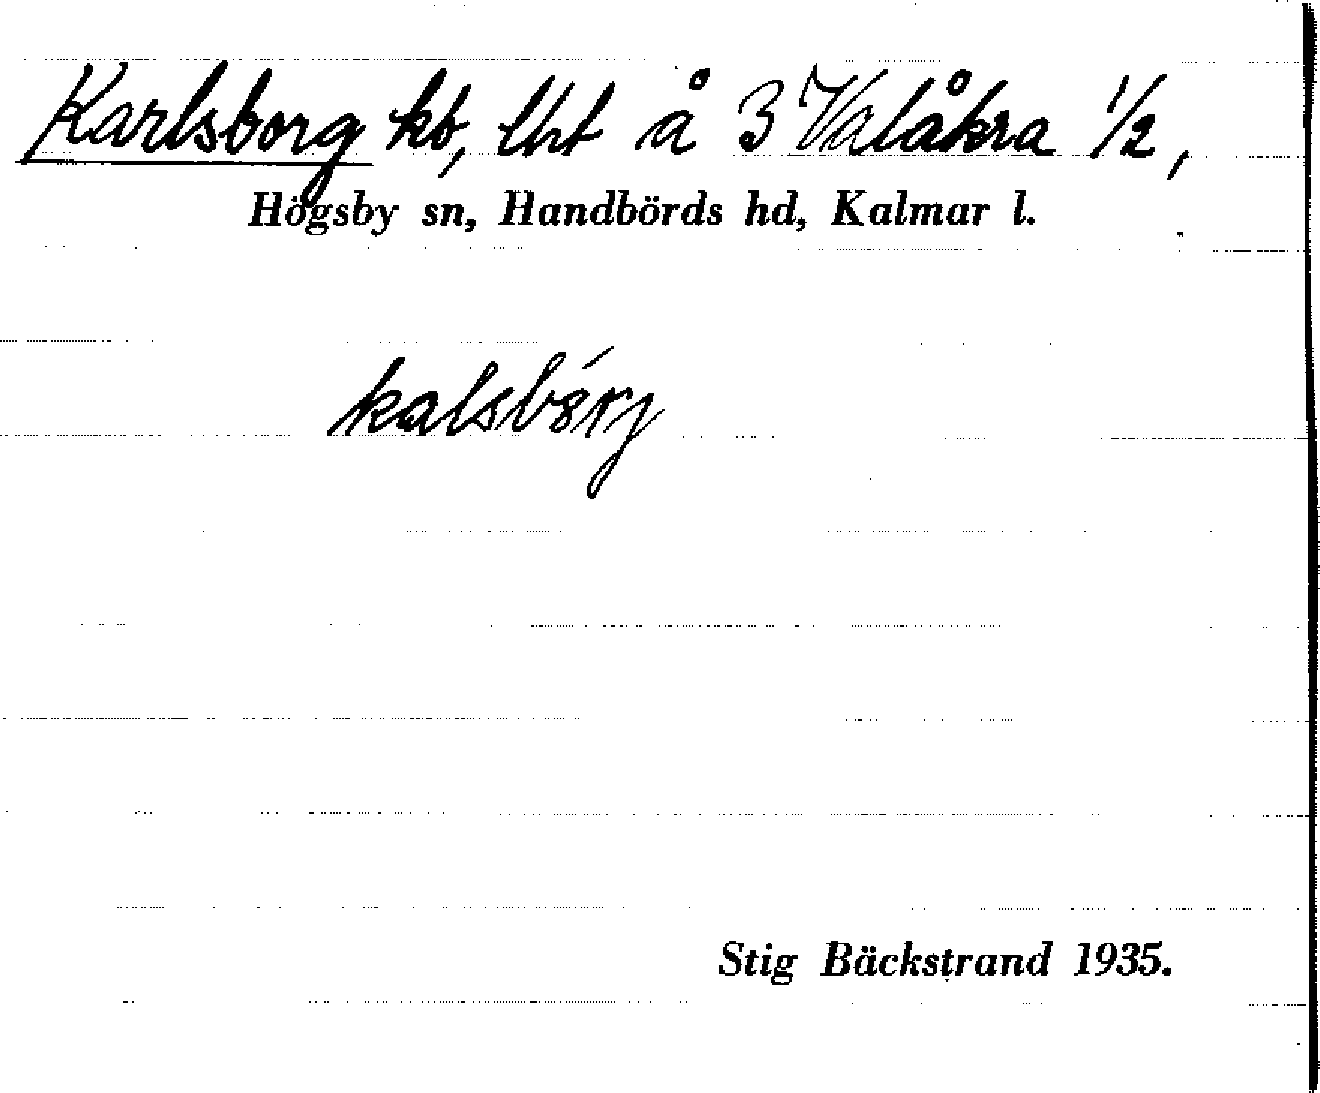 Karlsborg kb, lht å 3 Valåkra 1/2,
Högsby sn, Handbörds hd, Kalmar l.
kalsbårj
Stig Bäckstrand 1935.